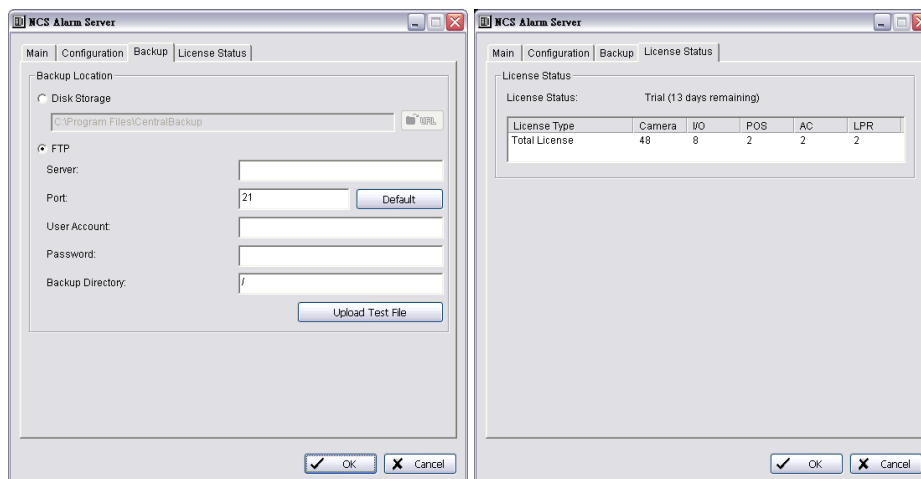 NCS Alarm Server
Main Configuration Backup License Status
Backup Location
Disk Storage
C:\Program Files\CentralBackup URL
FTP
Server:
Port: 21 Default
User Account:
Password:
Backup Directory: /
Upload Test File
OK Cancel
NCS Alarm Server
Main Configuration Backup License Status
License Status
License Status: Trial (13 days remaining)
License Type Camera I/O POS AC LPR
Total License 48 8 2 2 2
OK Cancel